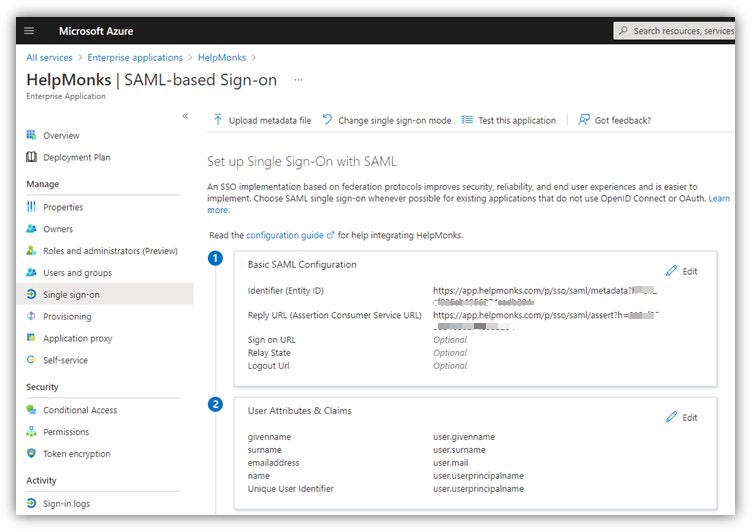 Microsoft Azure
Search resources, services
All services > Enterprise applications > HelpMonks >
HelpMonks | SAML-based Sign-on ...
Enterprise Application
«
Overview
Deployment Plan
Manage
Properties
Owners
Roles and administrators (Preview)
Users and groups
Single sign-on
Provisioning
Application proxy
Self-service
Security
Conditional Access
Permissions
Token encryption
Activity
Sign-in logs
Upload metadata file
Change single sign-on mode
Test this application
Got feedback?
Set up Single Sign-On with SAML
An SSO implementation based on federation protocols improves security, reliability, and end user experiences and is easier to
implement. Choose SAML single sign-on whenever possible for existing applications that do not use OpenID Connect or OAuth. Learn
more.
Read the configuration guide for help integrating HelpMonks.
1
Basic SAML Configuration
Edit
Identifier (Entity ID) https://app.helpmonks.com/p/sso/saml/metadata?
Reply URL (Assertion Consumer Service URL) https://app.helpmonks.com/p/sso/saml/assert?h=
Sign on URL Optional
Relay State Optional
Logout Url Optional
2
User Attributes & Claims
Edit
givenname user.givenname
surname user.surname
emailaddress user.mail
name user.userprincipalname
Unique User Identifier user.userprincipalname